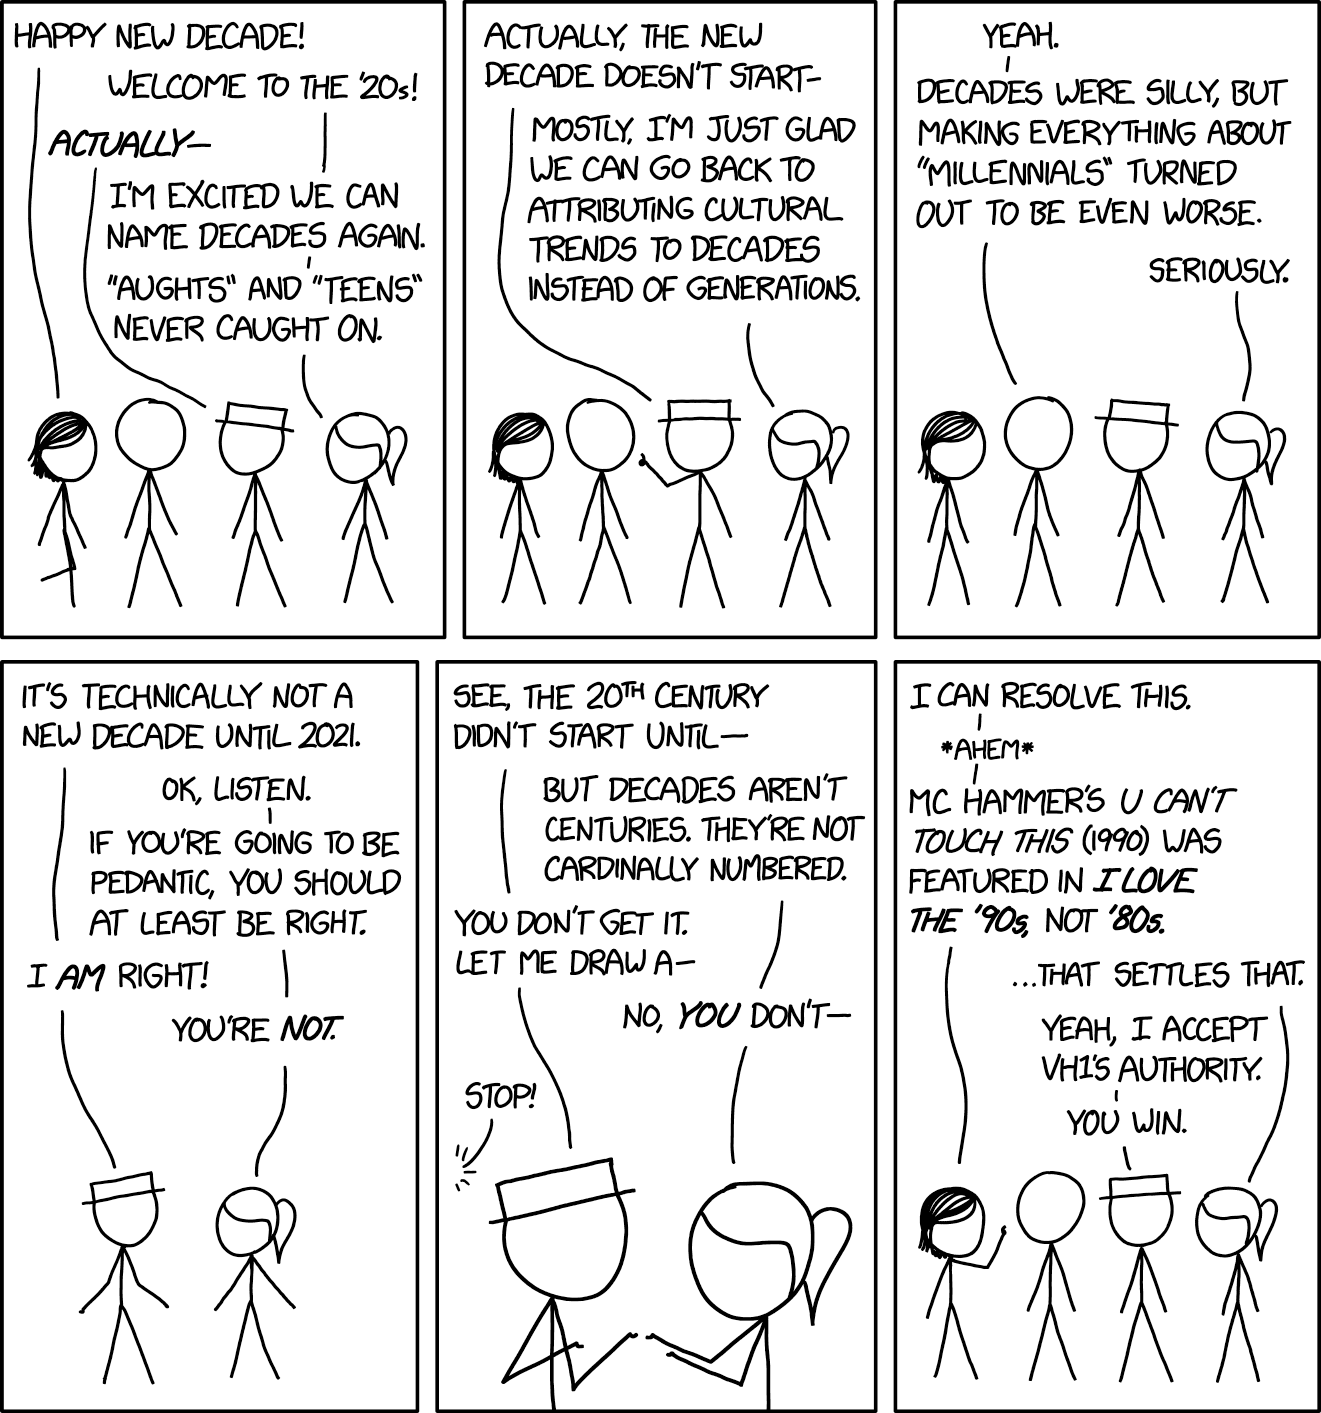 HAPPY NEW DECADE!
WELCOME TO THE '20s!
ACTUALLY—
I'M EXCITED WE CAN
NAME DECADES AGAIN.
"AUGHTS" AND "TEENS"
NEVER CAUGHT ON.
ACTUALLY, THE NEW
DECADE DOESN'T START—
MOSTLY, I'M JUST GLAD
WE CAN GO BACK TO
ATTRIBUTING CULTURAL
TRENDS TO DECADES
INSTEAD OF GENERATIONS.
YEAH.
DECADES WERE SILLY, BUT
MAKING EVERYTHING ABOUT
"MILLENNIALS" TURNED
OUT TO BE EVEN WORSE.
SERIOUSLY.
IT'S TECHNICALLY NOT A
NEW DECADE UNTIL 2021.
OK, LISTEN.
IF YOU'RE GOING TO BE
PEDANTIC, YOU SHOULD
AT LEAST BE RIGHT.
I AM RIGHT!
YOU'RE NOT.
SEE, THE 20TH CENTURY
DIDN'T START UNTIL—
BUT DECADES AREN'T
CENTURIES. THEY'RE NOT
CARDINALLY NUMBERED.
YOU DON'T GET IT.
LET ME DRAW A—
NO, YOU DON'T—
STOP!
I CAN RESOLVE THIS.
*AHEM*
MC HAMMER'S U CAN'T
TOUCH THIS (1990) WAS
FEATURED IN I LOVE
THE '90s, NOT '80s.
...THAT SETTLES THAT.
YEAH, I ACCEPT
VH1'S AUTHORITY.
YOU WIN.